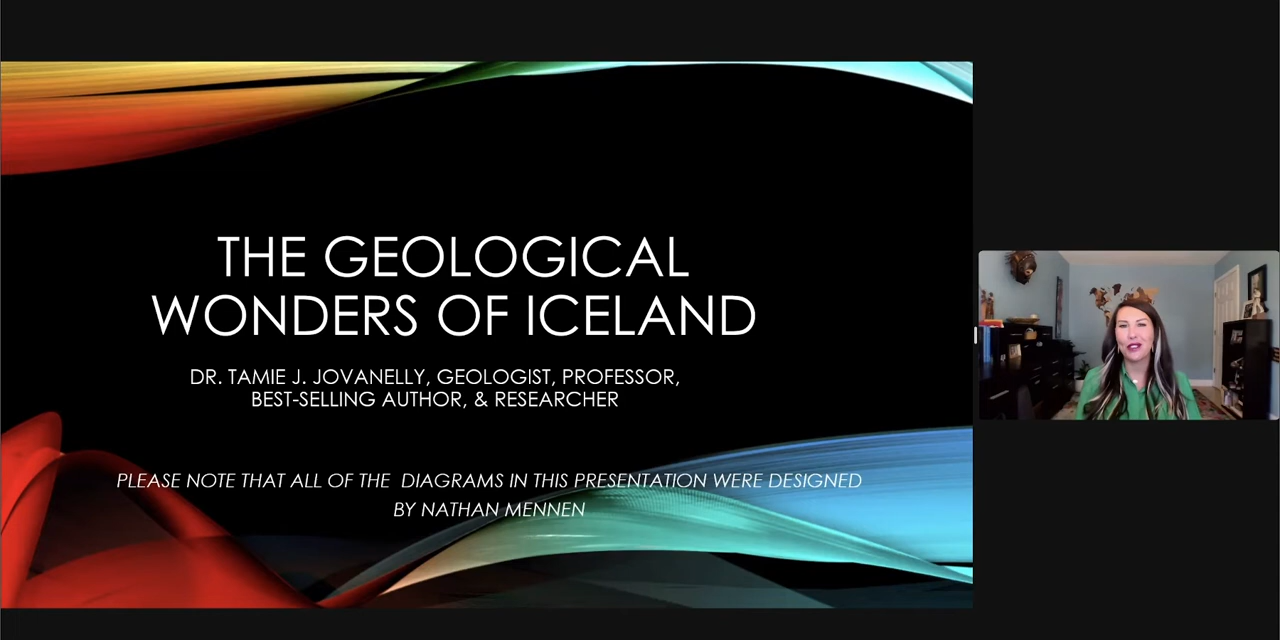 THE GEOLOGICAL
WONDERS OF ICELAND
DR. TAMIE J. JOVANELLY, GEOLOGIST, PROFESSOR,
BEST-SELLING AUTHOR, & RESEARCHER
PLEASE NOTE THAT ALL OF THE DIAGRAMS IN THIS PRESENTATION WERE DESIGNED
BY NATHAN MENNEN